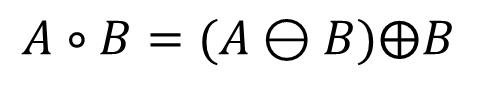 A ∘ B = (A ⊖ B)⊕B